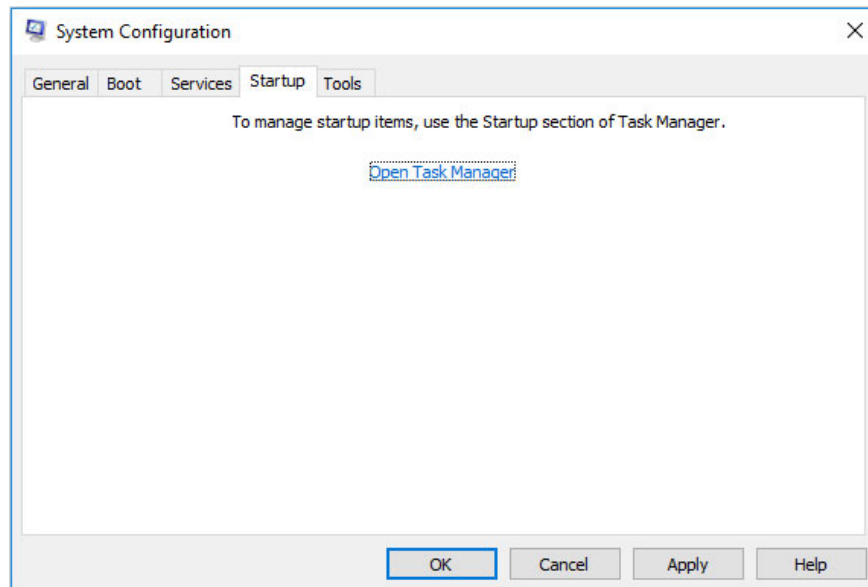 System Configuration
General Boot Services Startup Tools
To manage startup items, use the Startup section of Task Manager.
Open Task Manager
OK Cancel Apply Help